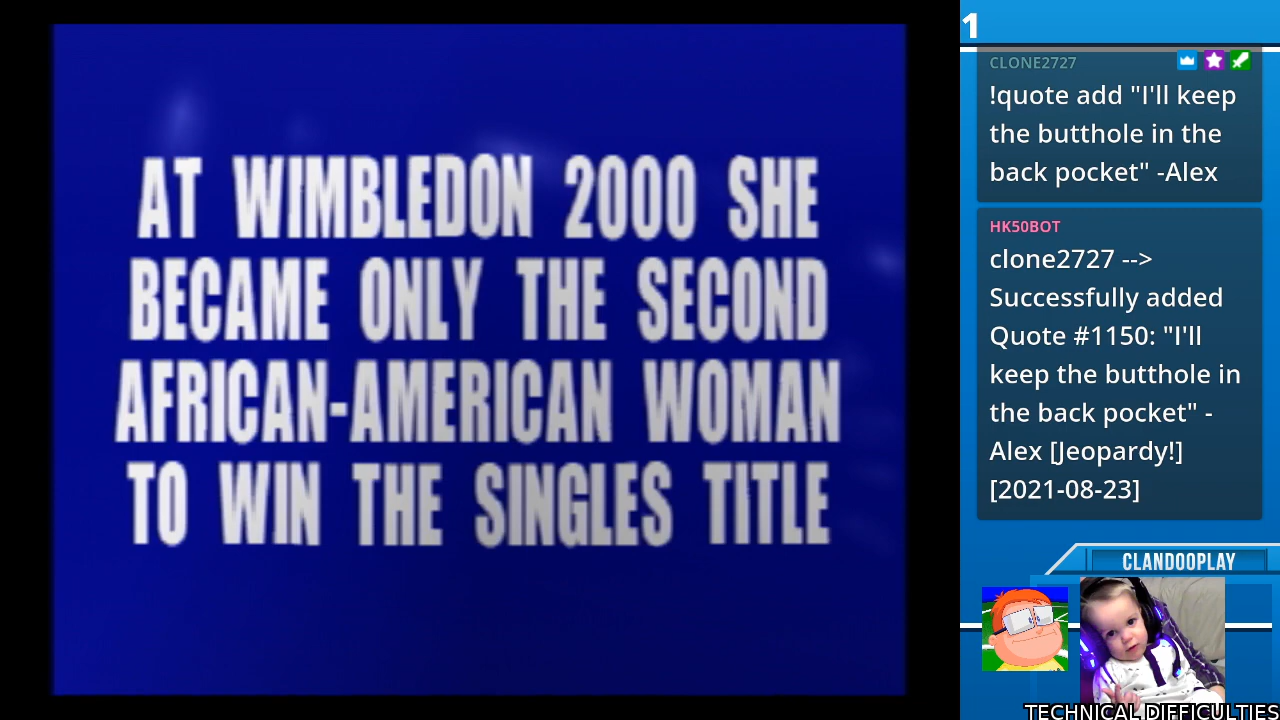 AT WIMBLEDON 2000 SHE
BECAME ONLY THE SECOND
AFRICAN-AMERICAN WOMAN
TO WIN THE SINGLES TITLE
1
CLONE2727
!quote add "I'll keep
the butthole in the
back pocket" -Alex
HK50BOT
clone2727 -->
Successfully added
Quote #1150: "I'll
keep the butthole in
the back pocket" -
Alex [Jeopardy!]
[2021-08-23]
CLANDOOPLAY
TECHNICAL DIFFICULTIES